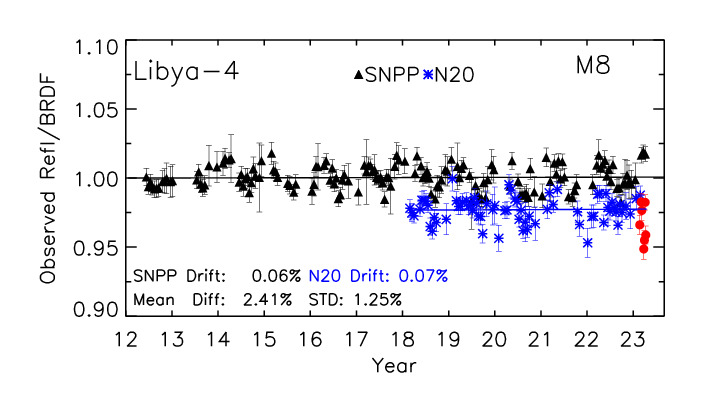 1.10
Libya-4
SNPP N20
M8
1.05
1.00
0.95
0.90
Observed Refl/BRDF
SNPP Drift: 0.06% N20 Drift: 0.07%
Mean Diff: 2.41% STD: 1.25%
12 13 14 15 16 17 18 19 20 21 22 23
Year